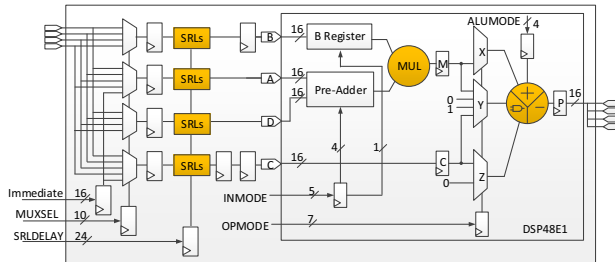 ALUMODE 4
SRLs B 16 B Register X
MUL M
SRLs A 16 Pre-Adder P 16
0 Y
1
SRLs D 16
4 1
SRLs C 16 C Z
0
Immediate 16 INMODE 5
MUXSEL 10 OPMODE 7
SRLDELAY 24 DSP48E1